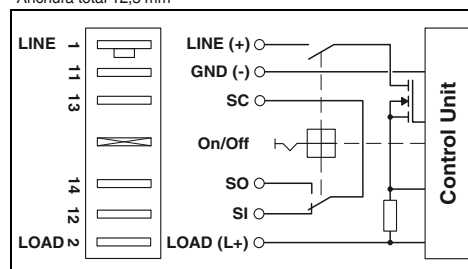 Anchura total 12,5 mm
LINE 1
11
13
14
12
LOAD 2
LINE (+)
GND (-)
SC
On/Off
SO
SI
LOAD (L+)
Control Unit